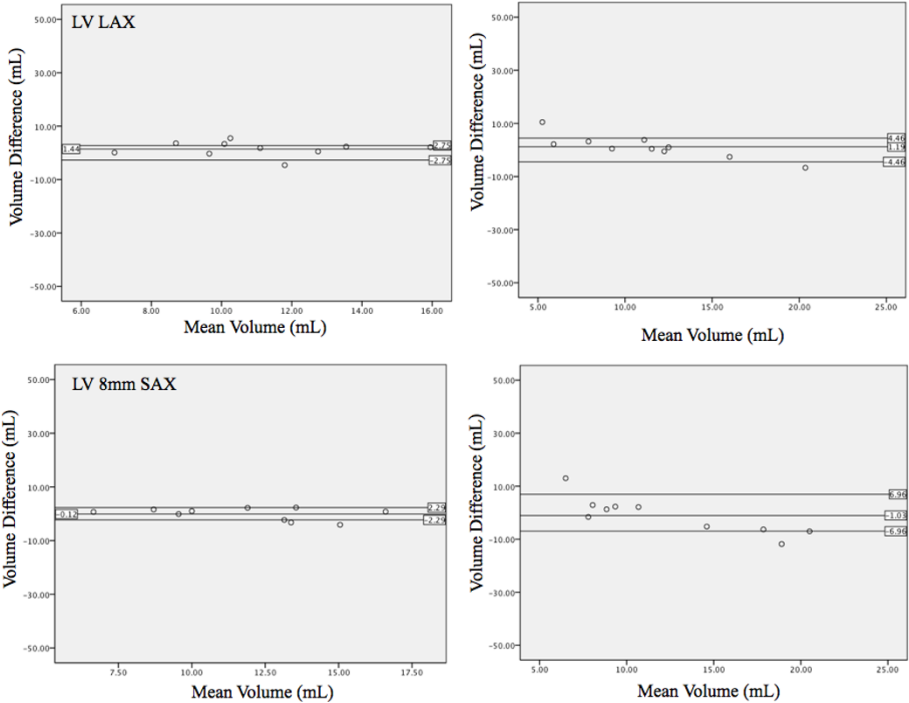 LV LAX
Volume Difference (mL)
50.00
30.00
10.00
-10.00
-30.00
-50.00
1.44
2.75
-2.75
6.00 8.00 10.00 12.00 14.00 16.00
Mean Volume (mL)
Volume Difference (mL)
50.00
30.00
10.00
-10.00
-30.00
-50.00
4.46
1.19
-4.46
5.00 10.00 15.00 20.00 25.00
Mean Volume (mL)
LV 8mm SAX
Volume Difference (mL)
50.00
30.00
10.00
-10.00
-30.00
-50.00
-0.12
2.29
-2.29
7.50 10.00 12.50 15.00 17.50
Mean Volume (mL)
Volume Difference (mL)
50.00
30.00
10.00
-10.00
-30.00
-50.00
6.96
-1.03
-6.96
5.00 10.00 15.00 20.00 25.00
Mean Volume (mL)